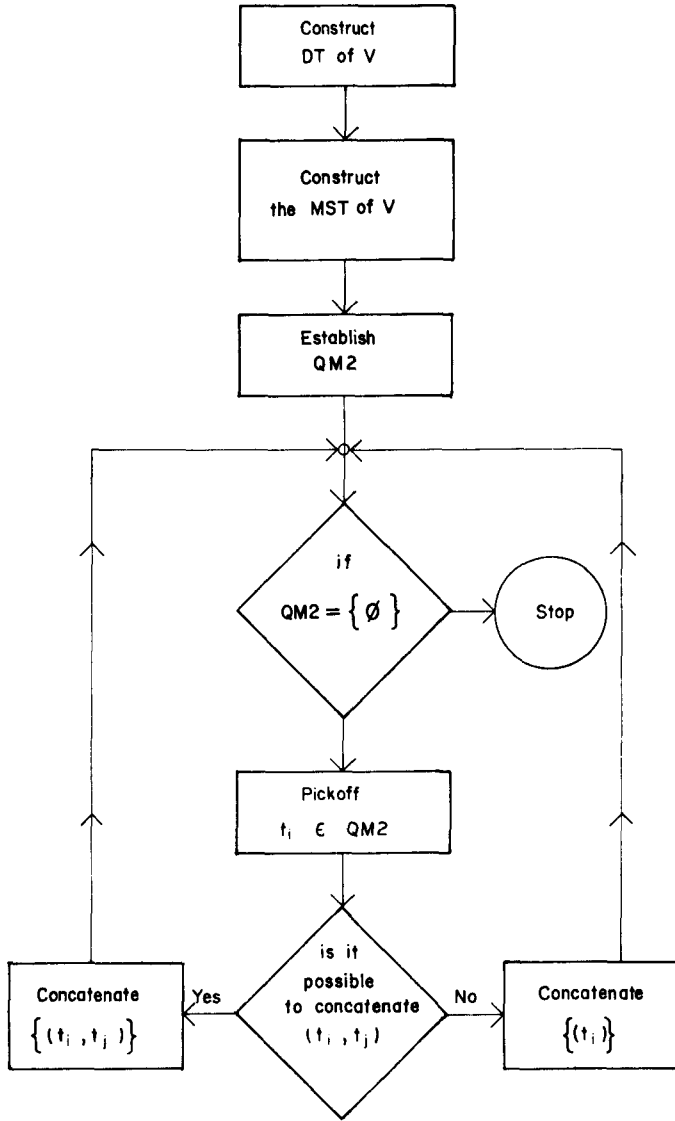 Construct
DT of V
Construct
the MST of V
Establish
QM2
if
QM2 = { Ø }
Stop
Pickoff
tᵢ ∈ QM2
is it
possible
to concatenate
(tᵢ , tⱼ)
Yes
No
Concatenate
{(tᵢ , tⱼ)}
Concatenate
{(tᵢ)}